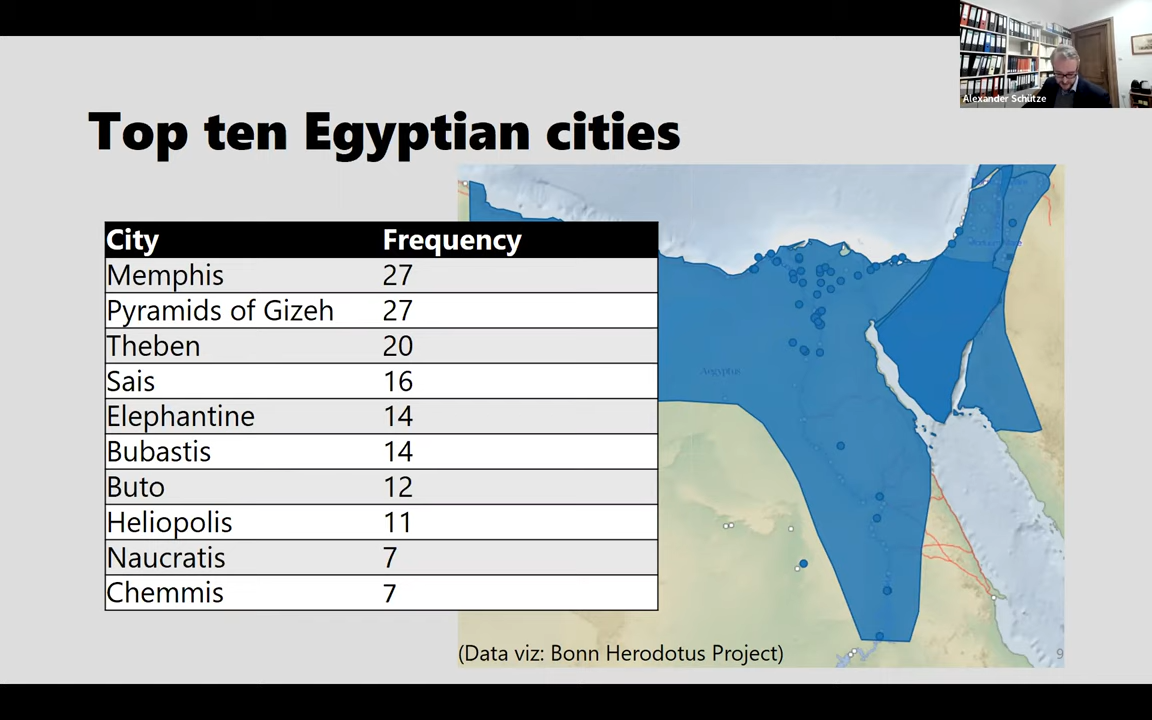 Alexander Schütze
Top ten Egyptian cities
City Frequency
Memphis 27
Pyramids of Gizeh 27
Theben 20
Sais 16
Elephantine 14
Bubastis 14
Buto 12
Heliopolis 11
Naucratis 7
Chemmis 7
Aegyptus
(Data viz: Bonn Herodotus Project)
9